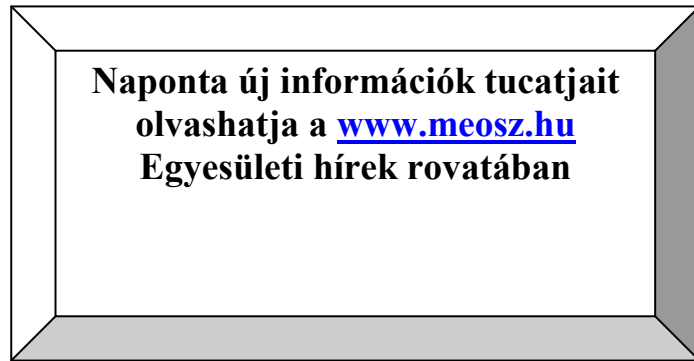 Naponta új információk tucatjait
olvashatja a www.meosz.hu
Egyesületi hírek rovatában